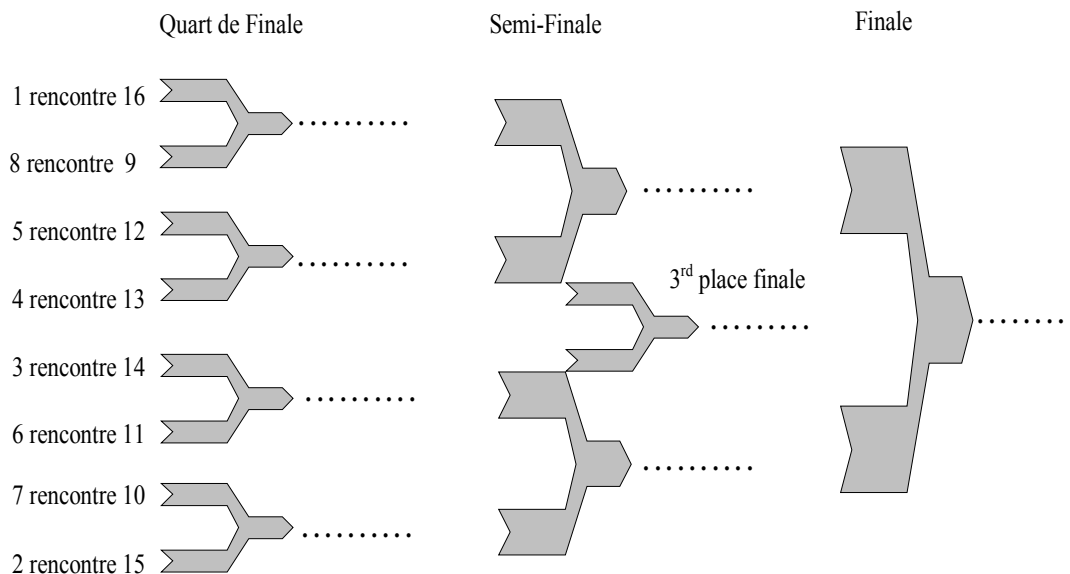 Quart de Finale
Semi-Finale
Finale
1 rencontre 16
8 rencontre 9
5 rencontre 12
4 rencontre 13
3rd place finale
3 rencontre 14
6 rencontre 11
7 rencontre 10
2 rencontre 15